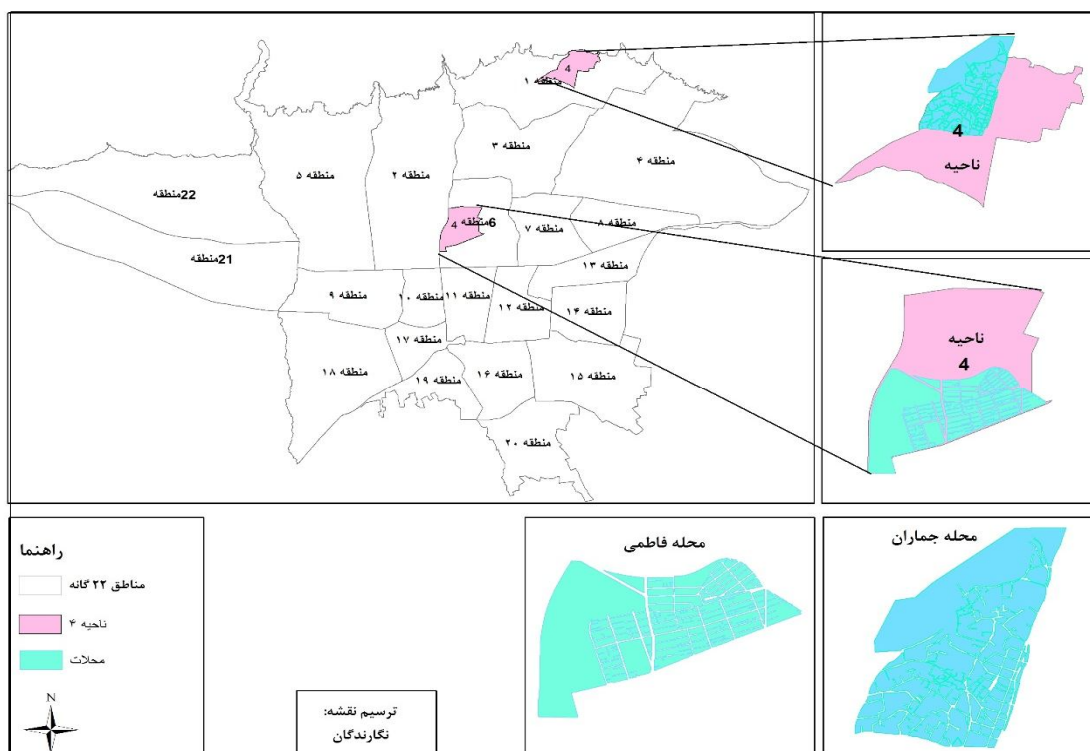 4
منطقه ۱
منطقه ۳
منطقه ۴
منطقه ۲
منطقه ۵
22منطقه
4
6منطقه
منطقه ۷
منطقه ۸
21منطقه
منطقه ۱۳
منطقه ۹
منطقه ۱۰
منطقه ۱۱
منطقه ۱۲
منطقه ۱۴
منطقه ۱۷
منطقه ۱۸
منطقه ۱۹
منطقه ۱۶
منطقه ۱۵
منطقه ۲۰
4
ناحیه
ناحیه
4
راهنما
مناطق ۲۲ گانه
ناحیه ۴
محلات
N
ترسیم نقشه:
نگارندگان
محله فاطمی
محله جماران